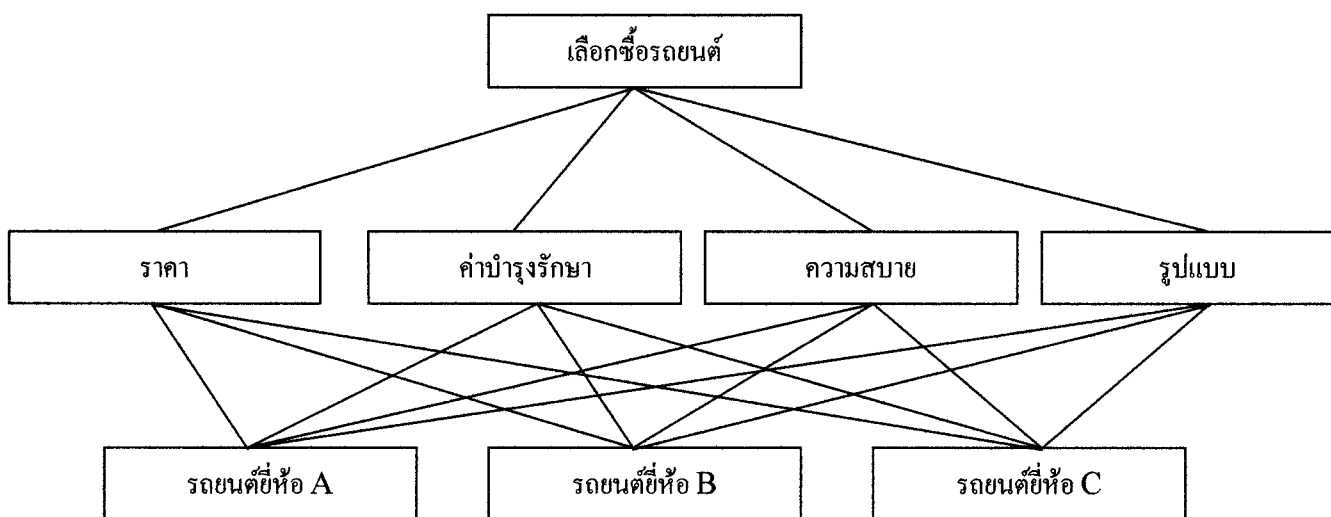 เลือกซื้อรถยนต์
ราคา
ค่าบำรุงรักษา
ความสบาย
รูปแบบ
รถยนต์ยี่ห้อ A
รถยนต์ยี่ห้อ B
รถยนต์ยี่ห้อ C